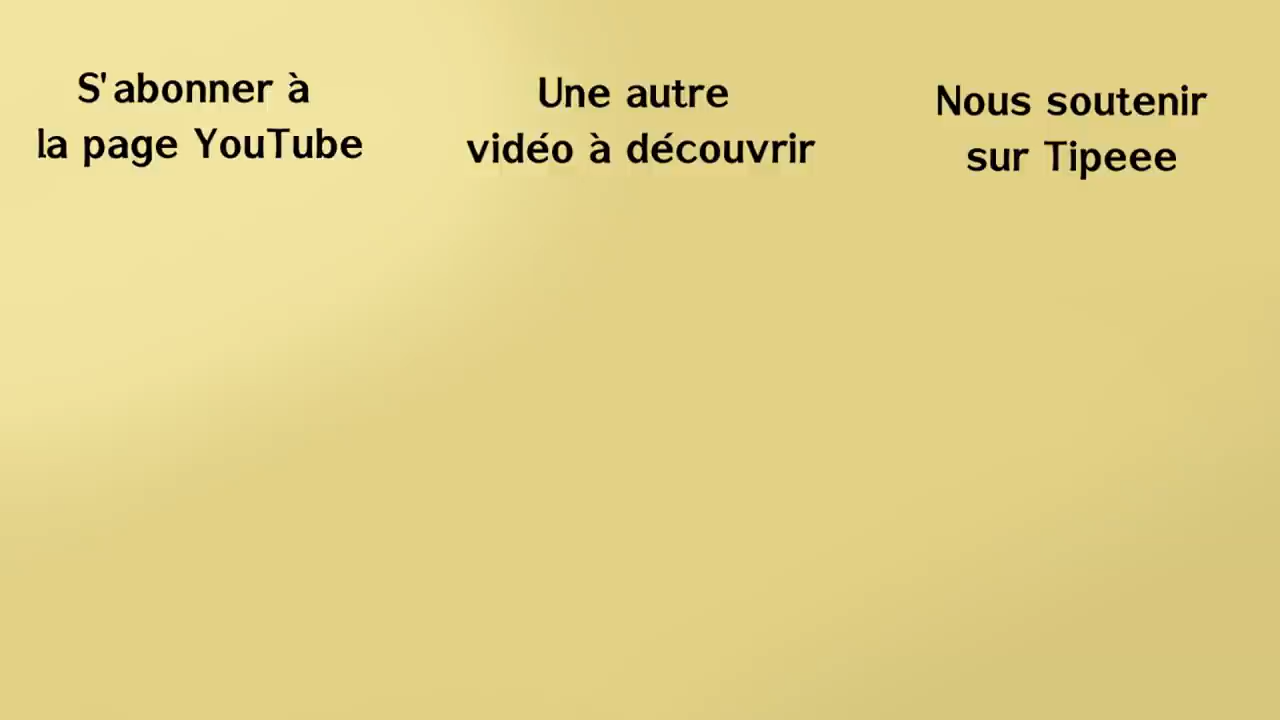 S'abonner à
la page YouTube
Une autre
vidéo à découvrir
Nous soutenir
sur Tipeee